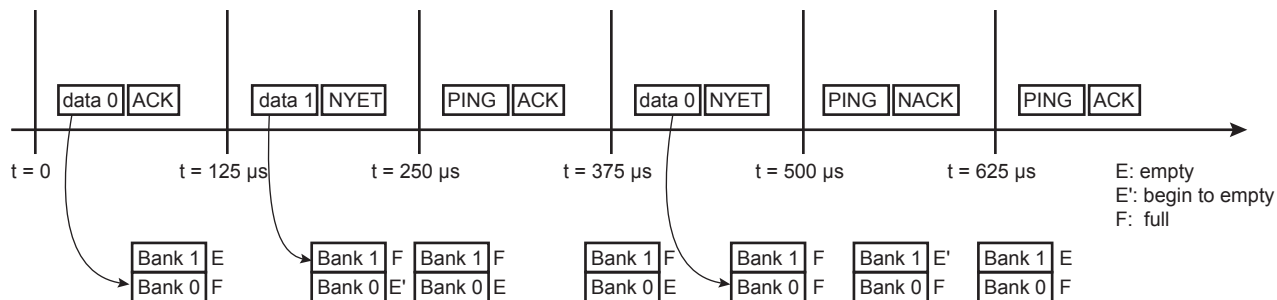 data 0 ACK data 1 NYET PING ACK data 0 NYET PING NACK PING ACK
t = 0 t = 125 µs t = 250 µs t = 375 µs t = 500 µs t = 625 µs
E: empty
E': begin to empty
F: full
Bank 1 E Bank 1 F Bank 1 F Bank 1 F Bank 1 F Bank 1 E' Bank 1 E
Bank 0 F Bank 0 E' Bank 0 E Bank 0 E Bank 0 F Bank 0 F Bank 0 F